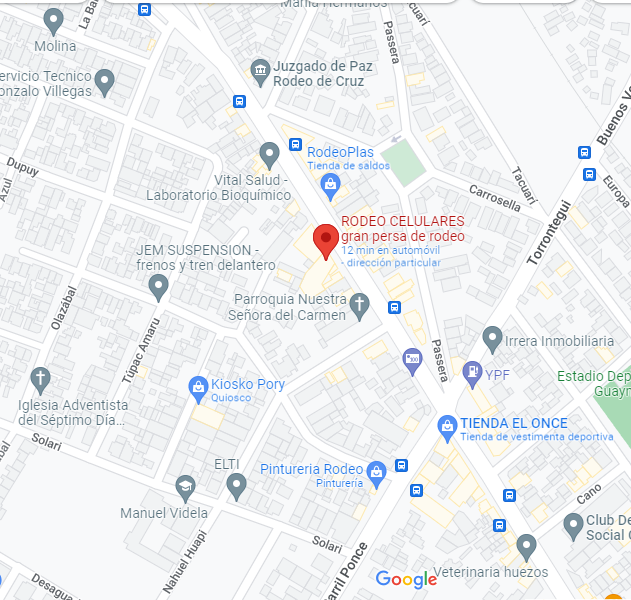 María Hermanos
Tacuarí
La Ba
Molina
Passera
Juzgado de Paz
Rodeo de Cruz
ervicio Tecnico
onzalo Villegas
Buenos Ve
RodeoPlas
Tienda de saldos
Dupuy
Vital Salud -
Laboratorio Bioquímico
Azul
Tacuarí
Carrosella
Europa
Torrontegui
RODEO CELULARES
gran persa de rodeo
12 min en automóvil
- dirección particular
JEM SUSPENSION -
frenos y tren delantero
Olazábal
Parroquia Nuestra
Señora del Carmen
Túpac Amaru
Passera
Irrera Inmobiliaria
YPF
Kiosko Pory
Quiosco
Estadio Dep
Guaym
Iglesia Adventista
del Séptimo Día...
TIENDA EL ONCE
Tienda de vestimenta deportiva
Solari
ELTI
Pintureria Rodeo
Pinturería
Manuel Videla
Cano
Club De
Social C
Solari
Nahuel Huapi
arril Ponce
Veterinaria huezos
Google
Desagua